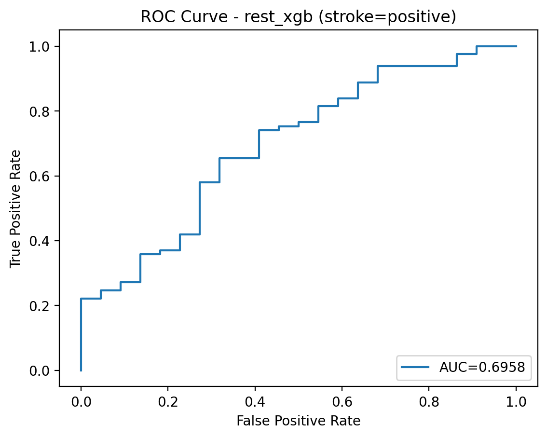 ROC Curve - rest_xgb (stroke=positive)
True Positive Rate
1.0
0.8
0.6
0.4
0.2
0.0
AUC=0.6958
0.0 0.2 0.4 0.6 0.8 1.0
False Positive Rate